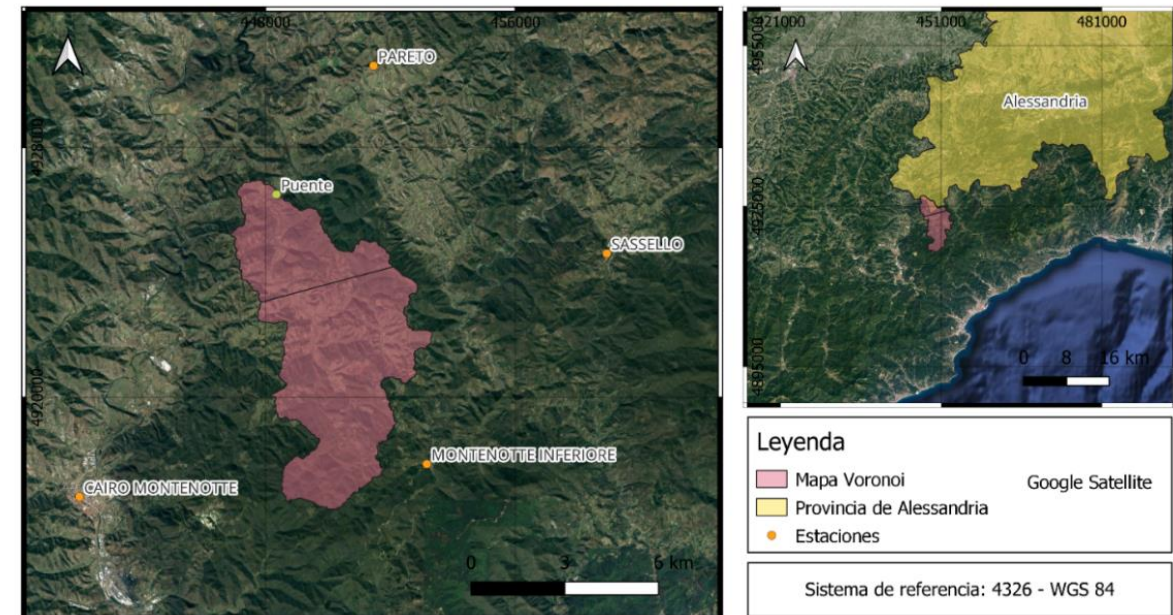 448000
456000
PARETO
4928000
Puente
SASSELLO
4920000
MONTENOTTE INFERIORE
CAIRO MONTENOTTE
0 3 6 km
421000
451000
481000
4955000
Alessandria
4925000
4895000
0 8 16 km
Leyenda
Mapa Voronoi
Google Satellite
Provincia de Alessandria
Estaciones
Sistema de referencia: 4326 - WGS 84